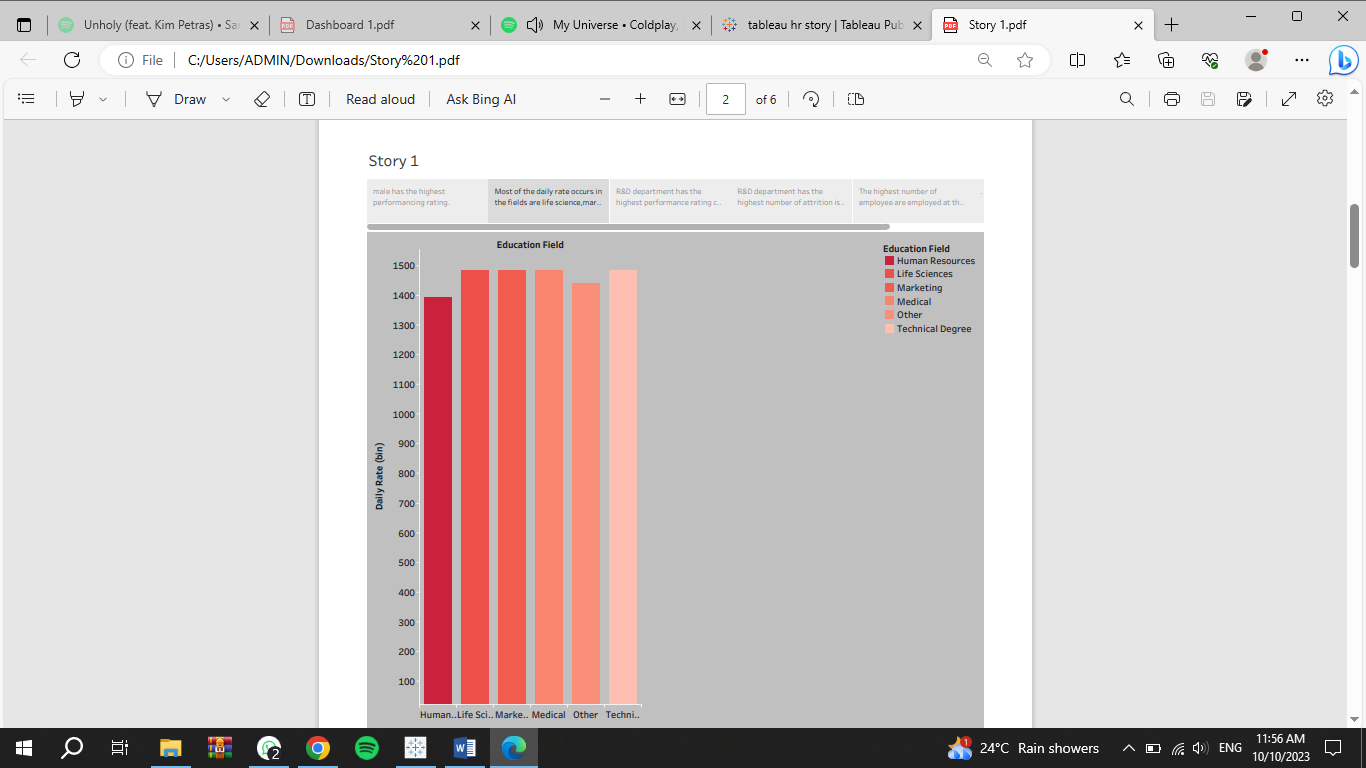 Unholy (feat. Kim Petras) • Sa
Dashboard 1.pdf
My Universe • Coldplay,
tableau hr story | Tableau Pub
Story 1.pdf
File
C:/Users/ADMIN/Downloads/Story%201.pdf
Draw
Read aloud
Ask Bing AI
2
of 6
Story 1
male has the highest
performancing rating.
Most of the daily rate occurs in
the fields are life science,mar..
R&D department has the
highest performance rating c..
R&D department has the
highest number of attrition is..
The highest number of
employee are employed at th..
Education Field
Education Field
Human Resources
Life Sciences
Marketing
Medical
Other
Technical Degree
Daily Rate (bin)
1500
1400
1300
1200
1100
1000
900
800
700
600
500
400
300
200
100
Human..
Life Sci..
Marke..
Medical
Other
Techni..
2
1
24°C Rain showers
ENG
11:56 AM
10/10/2023